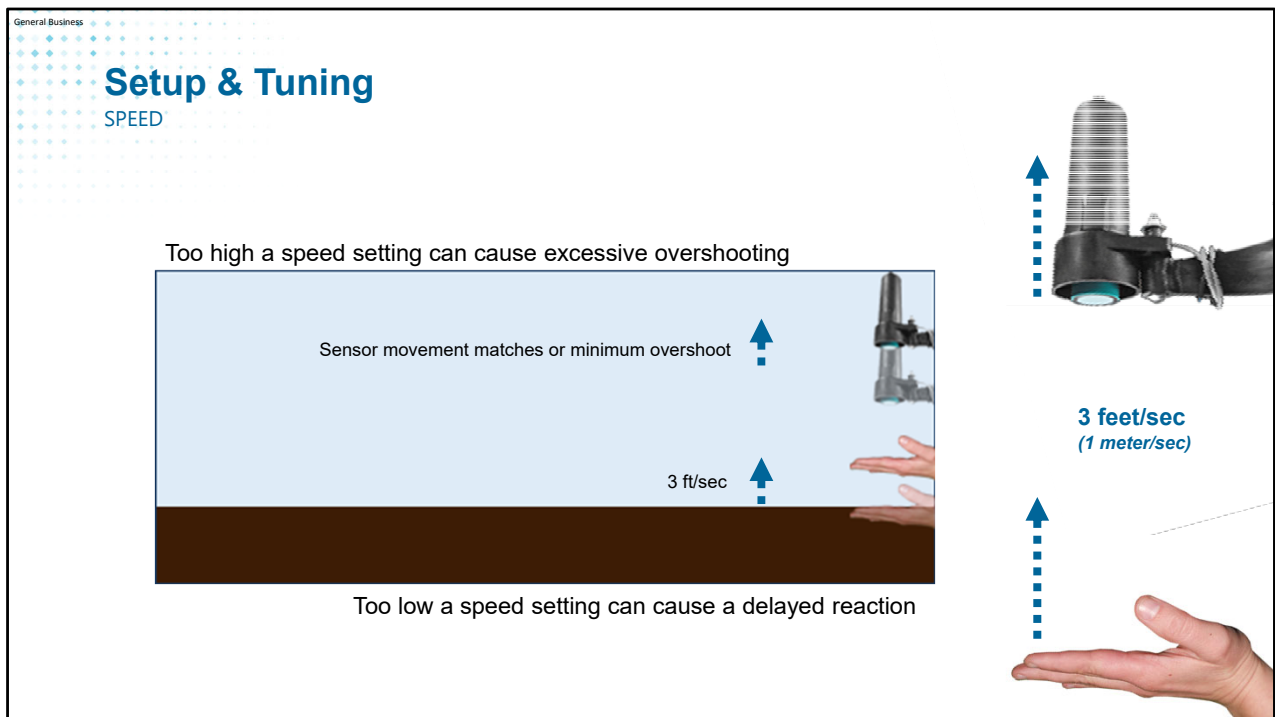 General Business
Setup & Tuning
SPEED
Too high a speed setting can cause excessive overshooting
Sensor movement matches or minimum overshoot
3 feet/sec
(1 meter/sec)
3 ft/sec
Too low a speed setting can cause a delayed reaction